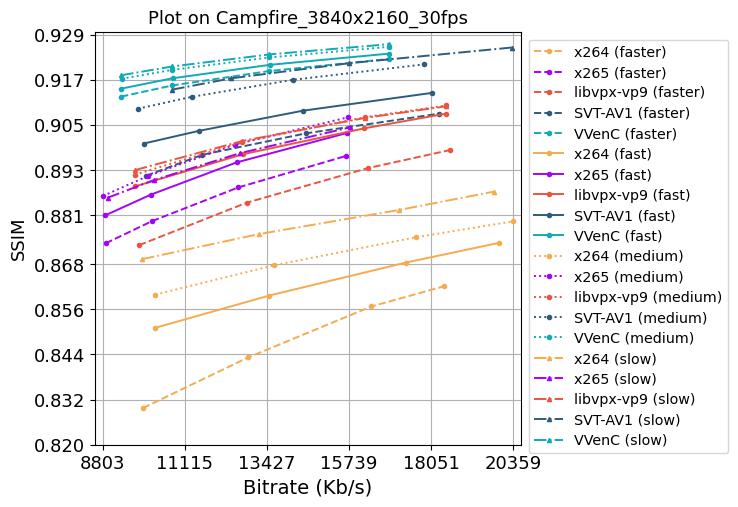 Plot on Campfire_3840x2160_30fps
0.929
0.917
0.905
0.893
0.881
0.868
0.856
0.844
0.832
0.820
SSIM
8803 11115 13427 15739 18051 20359
Bitrate (Kb/s)
x264 (faster)
x265 (faster)
libvpx-vp9 (faster)
SVT-AV1 (faster)
VVenC (faster)
x264 (fast)
x265 (fast)
libvpx-vp9 (fast)
SVT-AV1 (fast)
VVenC (fast)
x264 (medium)
x265 (medium)
libvpx-vp9 (medium)
SVT-AV1 (medium)
VVenC (medium)
x264 (slow)
x265 (slow)
libvpx-vp9 (slow)
SVT-AV1 (slow)
VVenC (slow)